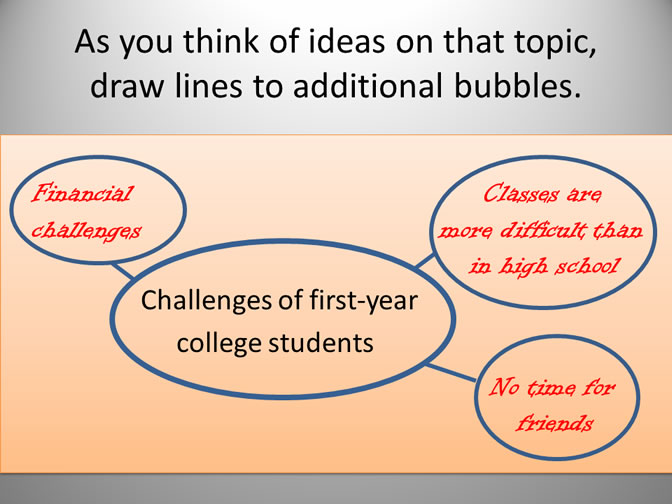 As you think of ideas on that topic,
draw lines to additional bubbles.
Financial
challenges
Classes are
more difficult than
in high school
Challenges of first-year
college students
No time for
friends